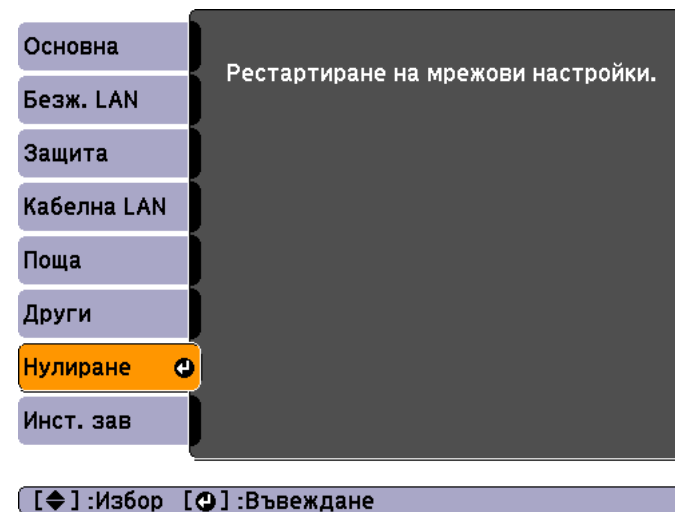 Основна
Безж. LAN
Защита
Кабелна LAN
Поща
Други
Нулиране
Инст. зав
Рестартиране на мрежови настройки.
[◆] :Избор [⏎] :Въвеждане